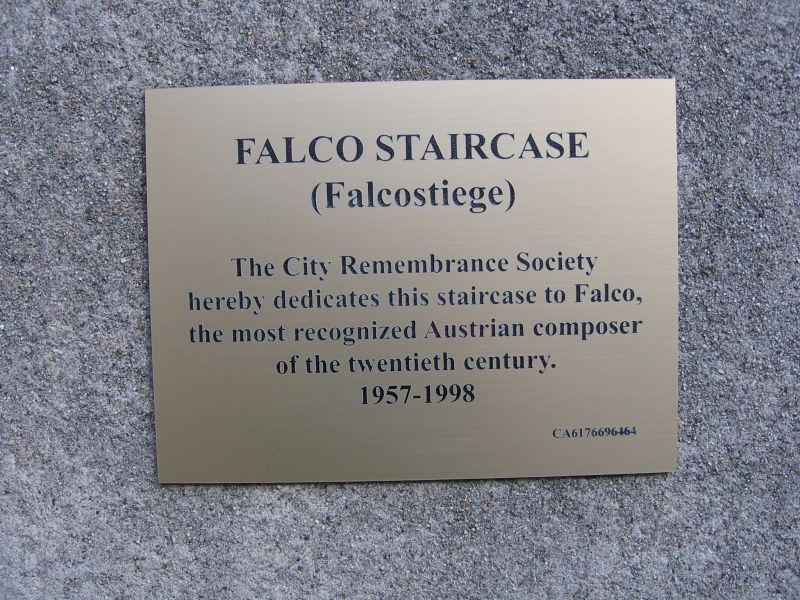 FALCO STAIRCASE
(Falcostiege)
The City Remembrance Society
hereby dedicates this staircase to Falco,
the most recognized Austrian composer
of the twentieth century.
1957-1998
CA6176696464